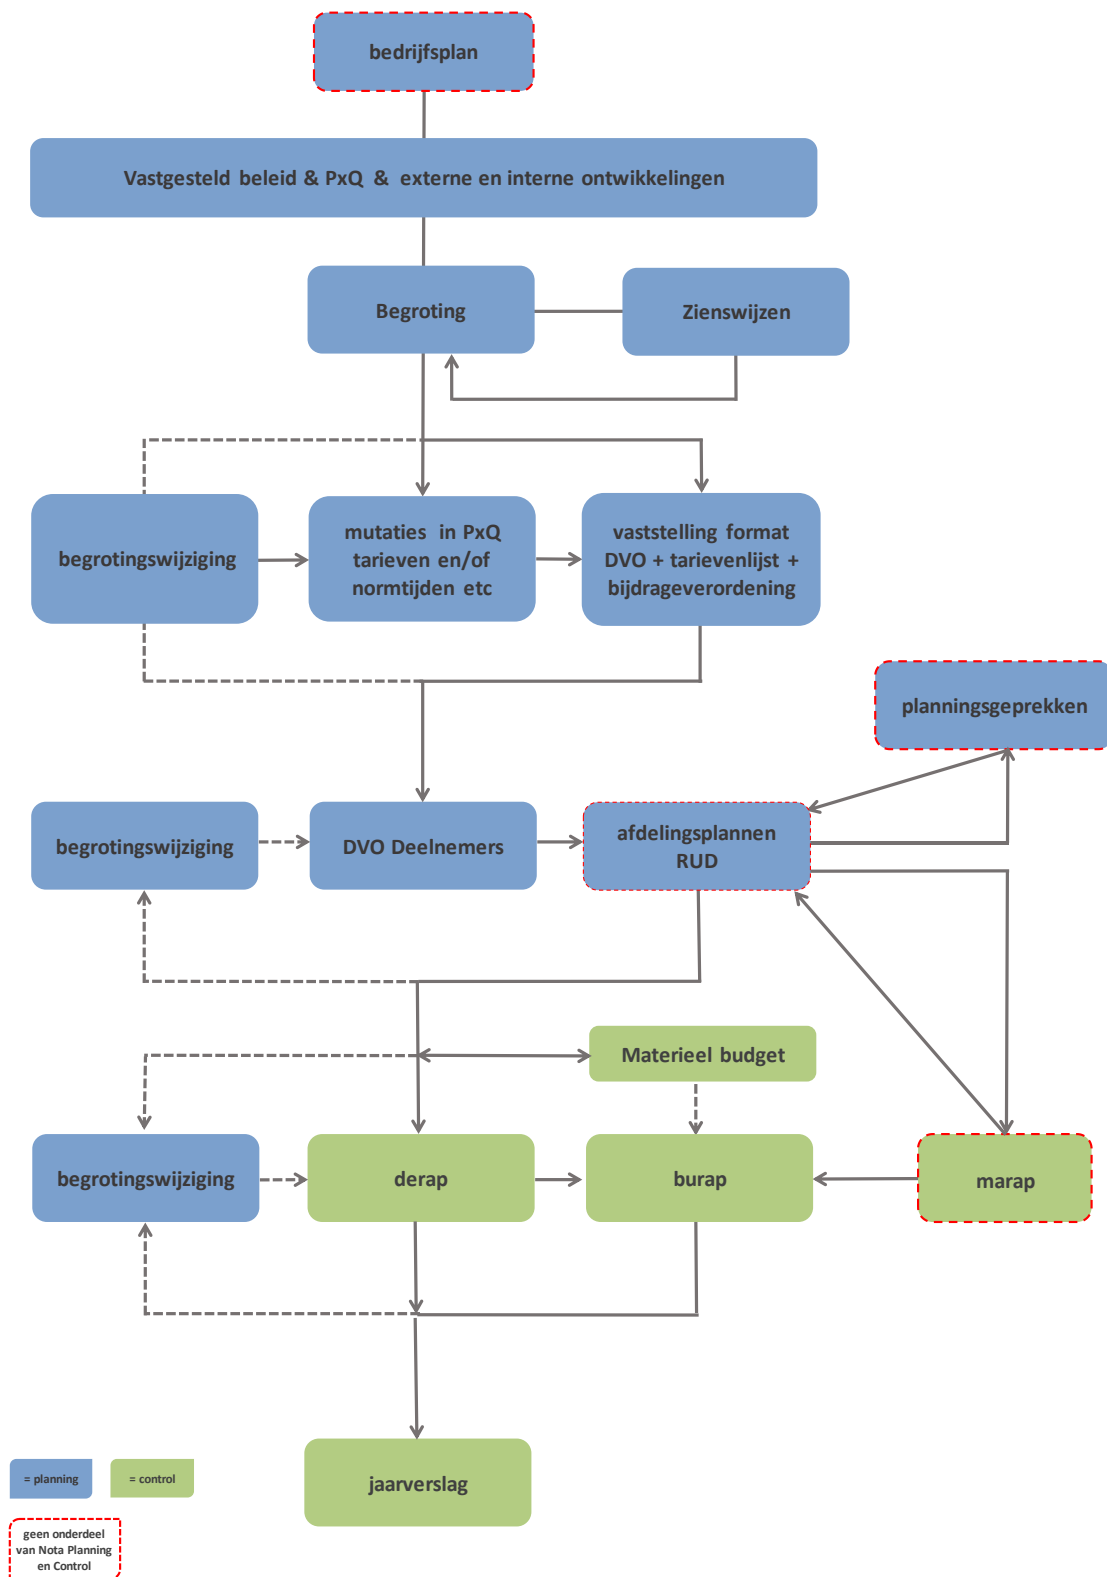 bedrijfsplan
Vastgesteld beleid & PxQ & externe en interne ontwikkelingen
Begroting
Zienswijzen
begrotingswijziging
mutaties in PxQ
tarieven en/of
normtijden etc
vaststelling format
DVO + tarievenlijst +
bijdrageverordening
planningsgeprekken
begrotingswijziging
DVO Deelnemers
afdelingsplannen
RUD
Materieel budget
begrotingswijziging
derap
burap
marap
jaarverslag
= planning
= control
geen onderdeel
van Nota Planning
en Control